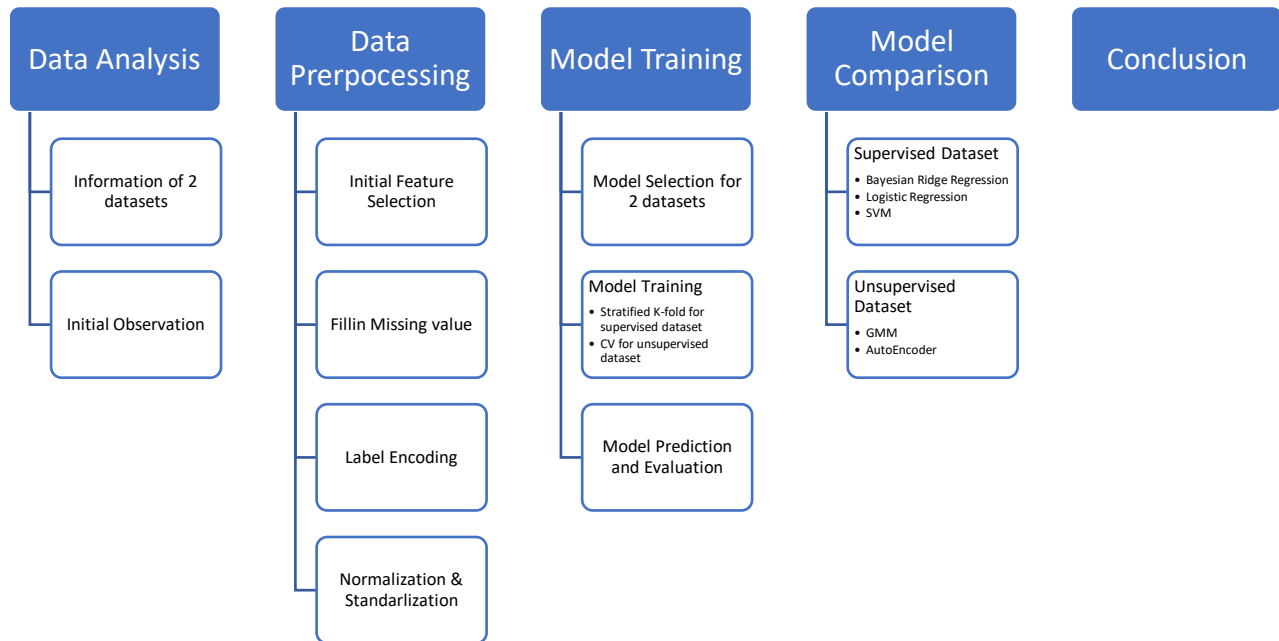 Data Analysis
Information of 2
datasets
Initial Observation
Data
Prerpocessing
Initial Feature
Selection
Fillin Missing value
Label Encoding
Normalization &
Standarlization
Model Training
Model Selection for
2 datasets
Model Training
• Stratified K-fold for
supervised dataset
• CV for unsupervised
dataset
Model Prediction
and Evaluation
Model
Comparison
Supervised Dataset
• Bayesian Ridge Regression
• Logistic Regression
• SVM
Unsupervised
Dataset
• GMM
• AutoEncoder
Conclusion